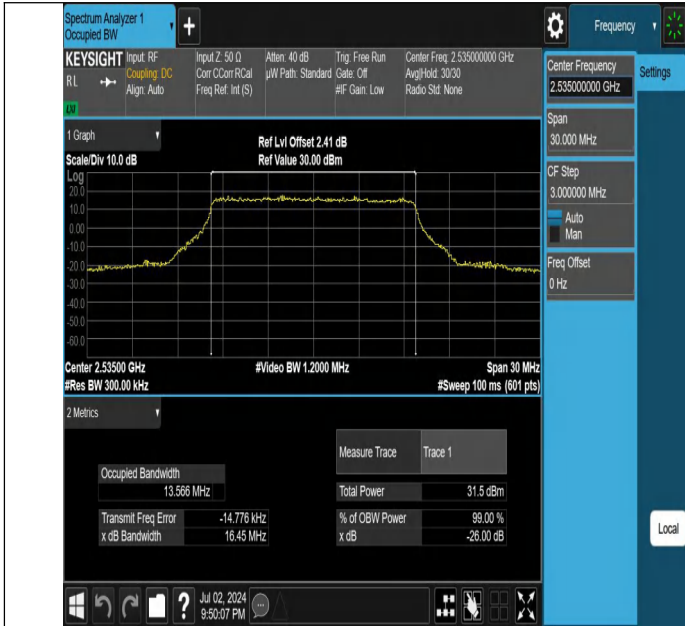 Spectrum Analyzer 1
Occupied BW
+
Frequency
KEYSIGHT
RL
LXI
Input: RF
Coupling: DC
Align: Auto
Input Z: 50 Ω
Corr CCorr RCal
Freq Ref: Int (S)
Atten: 40 dB
µW Path: Standard
Trig: Free Run
Gate: Off
#IF Gain: Low
Center Freq: 2.535000000 GHz
Avg|Hold: 30/30
Radio Std: None
Center Frequency
2.535000000 GHz
Settings
Span
30.000 MHz
CF Step
3.000000 MHz
Auto
Man
Freq Offset
0 Hz
Local
1 Graph
Scale/Div 10.0 dB
Ref Lvl Offset 2.41 dB
Ref Value 30.00 dBm
Log
20.0
10.0
0.00
-10.0
-20.0
-30.0
-40.0
-50.0
-60.0
Center 2.53500 GHz
#Video BW 1.2000 MHz
Span 30 MHz
#Res BW 300.00 kHz
#Sweep 100 ms (601 pts)
2 Metrics
Measure Trace
Trace 1
Occupied Bandwidth
13.566 MHz
Total Power
31.5 dBm
Transmit Freq Error
-14.776 kHz
% of OBW Power
99.00 %
x dB Bandwidth
16.45 MHz
x dB
-26.00 dB
?
Jul 02, 2024
9:50:07 PM